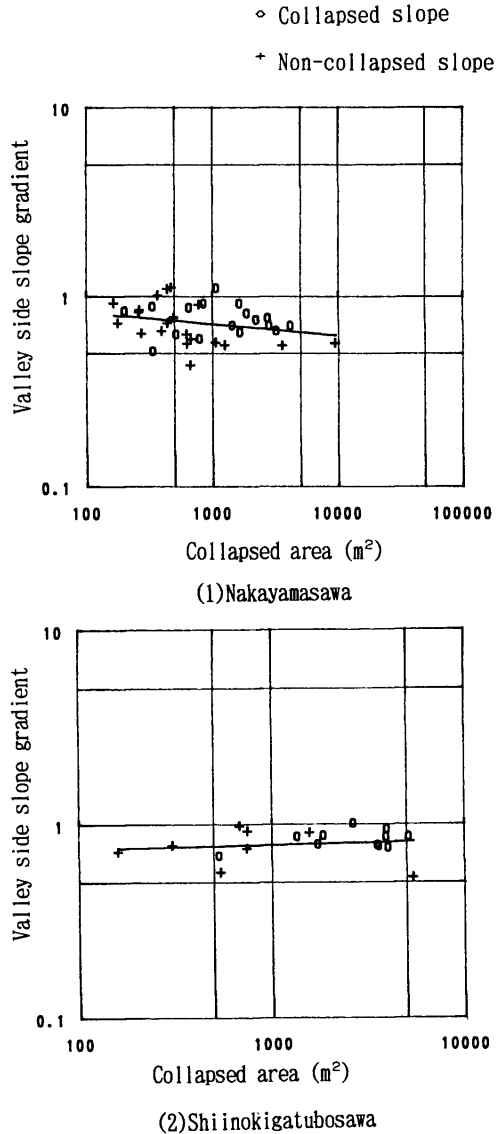 o Collapsed slope
+ Non-collapsed slope
Valley side slope gradient
10
1
0.1
100 1000 10000 100000
Collapsed area (m²)
(1)Nakayamasawa
Valley side slope gradient
10
1
0.1
100 1000 10000
Collapsed area (m²)
(2)Shiinokigatubosawa